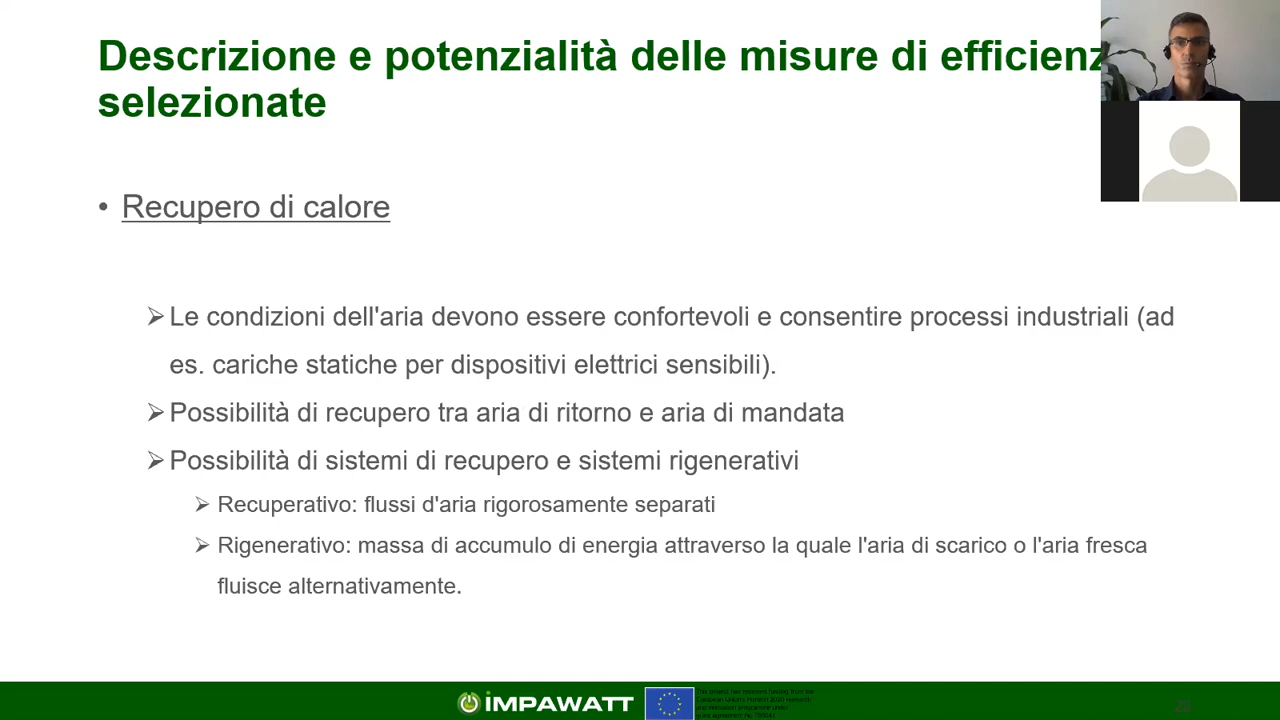 Descrizione e potenzialità delle misure di efficienz
selezionate
• Recupero di calore
Le condizioni dell'aria devono essere confortevoli e consentire processi industriali (ad
es. cariche statiche per dispositivi elettrici sensibili).
Possibilità di recupero tra aria di ritorno e aria di mandata
Possibilità di sistemi di recupero e sistemi rigenerativi
Recuperativo: flussi d'aria rigorosamente separati
Rigenerativo: massa di accumulo di energia attraverso la quale l'aria di scarico o l'aria fresca
fluisce alternativamente.
iMPAWATT